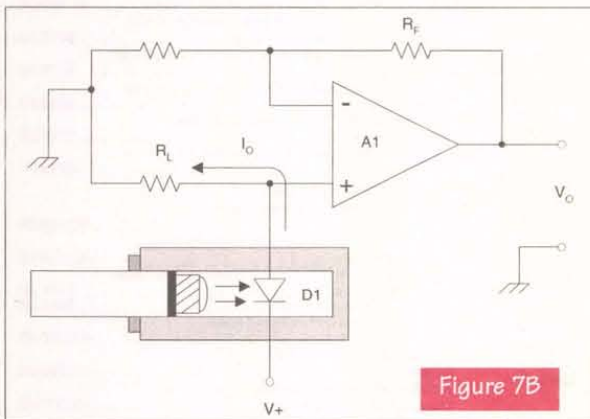 R_F
-
A1
I_O
R_L
+
V_O
D1
V+
Figure 7B